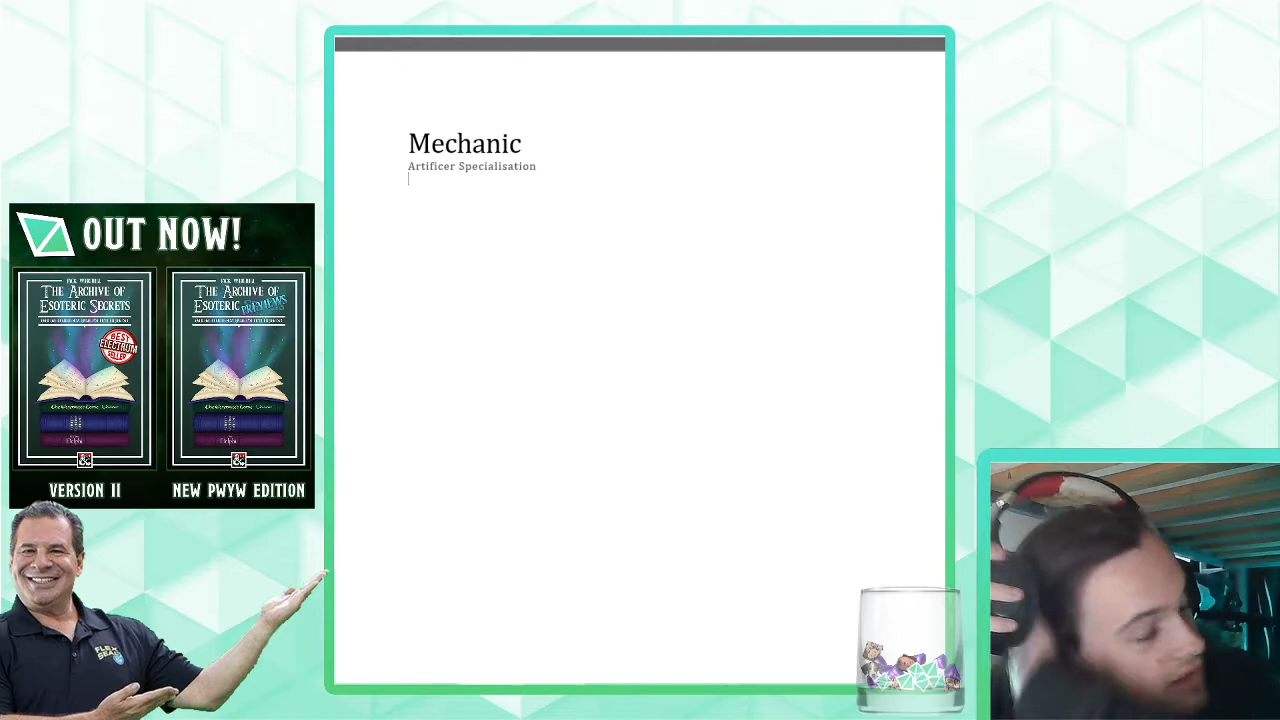 Mechanic
Artificer Specialisation
OUT NOW!
THE ARCHIVE OF
ESOTERIC SECRETS
BEST
ELECTRUM
SELLER
THE ARCHIVE OF
ESOTERIC PREVIEWS
VERSION II
NEW PWYW EDITION